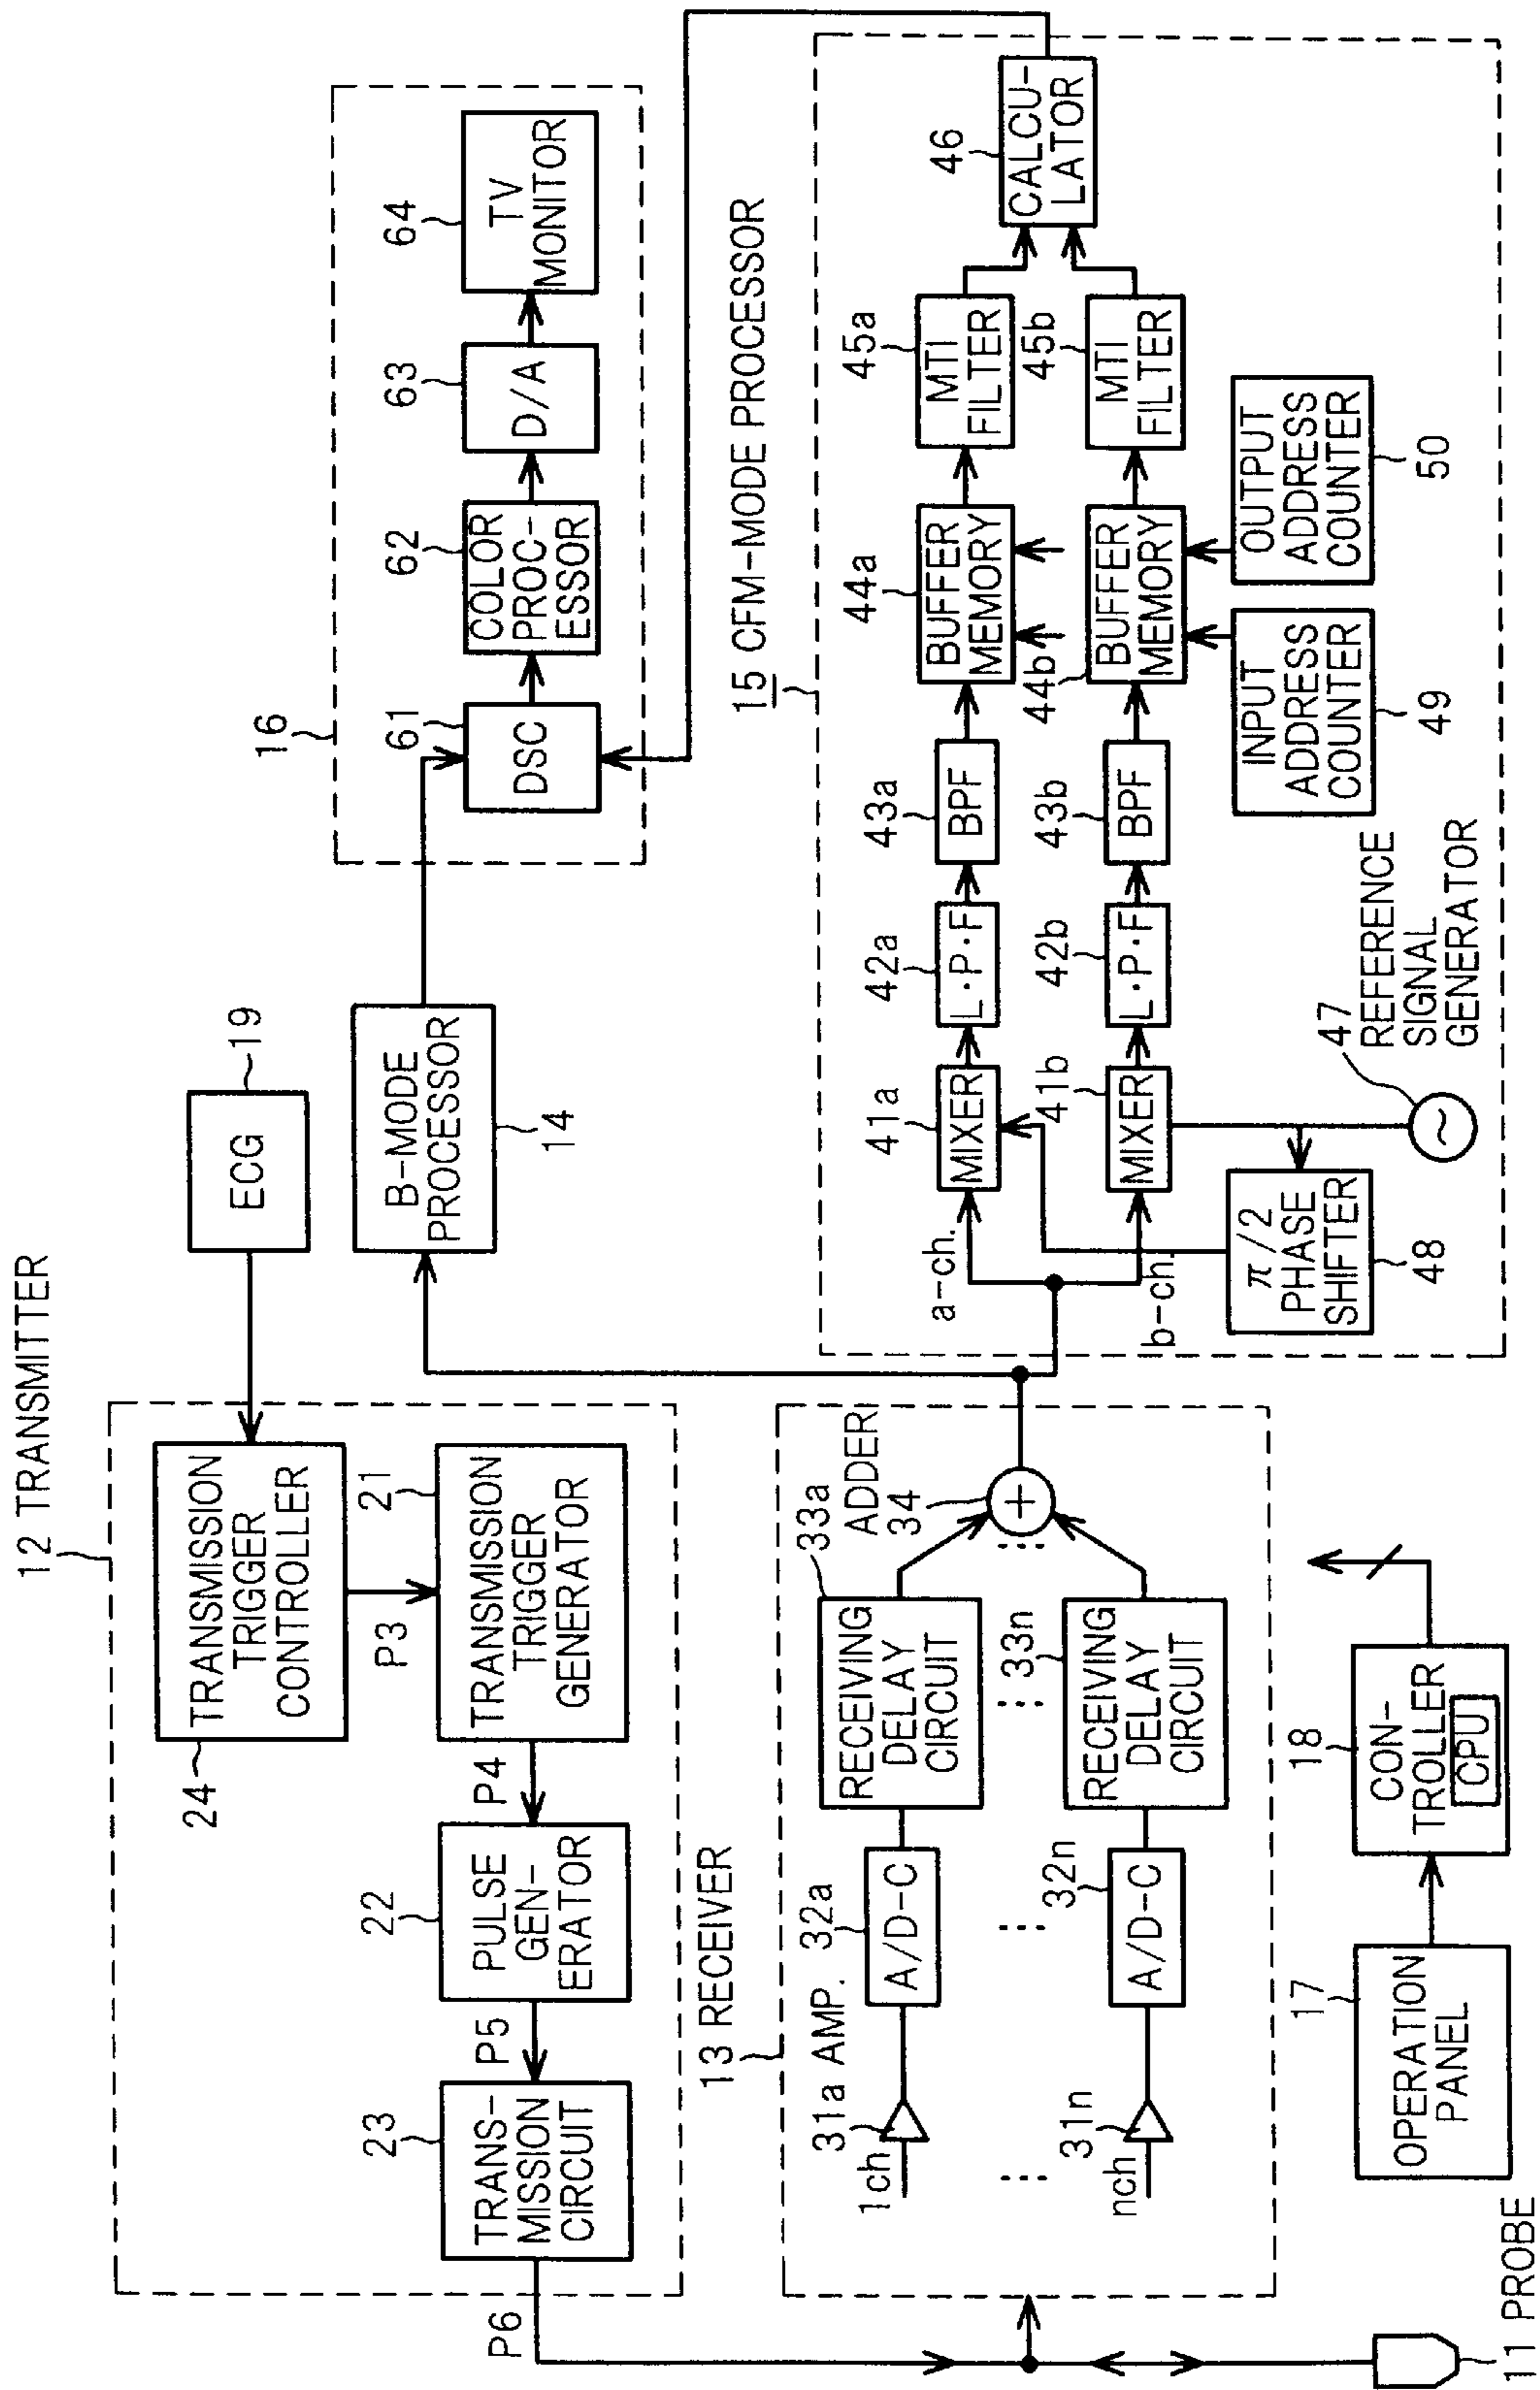 12 TRANSMITTER
TRANSMISSION
TRIGGER
CONTROLLER
24
P3
21
TRANSMISSION
TRIGGER
GENERATOR
P4
22
PULSE
GEN-
ERATOR
P5
23
TRANS-
MISSION
CIRCUIT
P6
ECG
19
B-MODE
PROCESSOR
14
16
61
DSC
62
COLOR
PROC-
ESSOR
63
D/A
64
TV
MONITOR
13 RECEIVER
1ch
31a AMP.
32a
A/D-C
33a
RECEIVING
DELAY
CIRCUIT
ADDER
34
+
nch
31n
32n
A/D-C
33n
RECEIVING
DELAY
CIRCUIT
15 CFM-MODE PROCESSOR
a-ch.
41a
MIXER
42a
L·P·F
43a
BPF
44a
BUFFER
MEMORY
45a
MTI
FILTER
46
CALCU-
LATOR
b-ch.
41b
MIXER
42b
L·P·F
43b
BPF
44b
BUFFER
MEMORY
45b
MTI
FILTER
π/2
PHASE
SHIFTER
48
~
47
REFERENCE
SIGNAL
GENERATOR
INPUT
ADDRESS
COUNTER
49
OUTPUT
ADDRESS
COUNTER
50
11 PROBE
17
OPERATION
PANEL
18
CON-
TROLLER
CPU